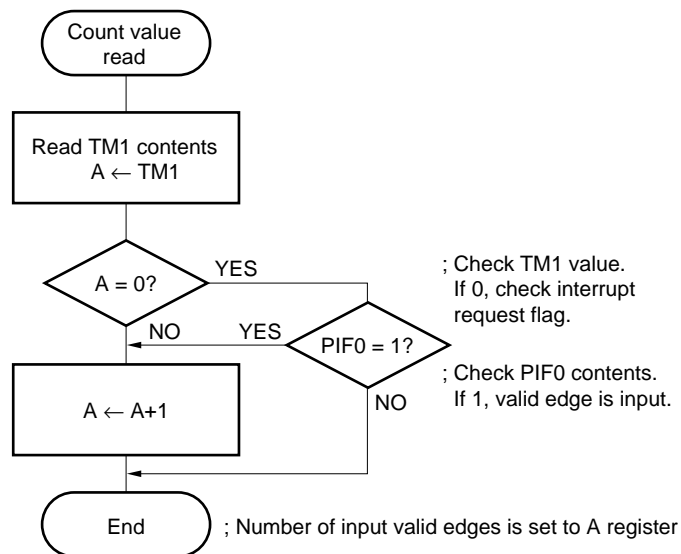 Count value
read
Read TM1 contents
A ← TM1
A = 0?
YES
NO
; Check TM1 value.
If 0, check interrupt
request flag.
PIF0 = 1?
YES
NO
; Check PIF0 contents.
If 1, valid edge is input.
A ← A+1
End
; Number of input valid edges is set to A register